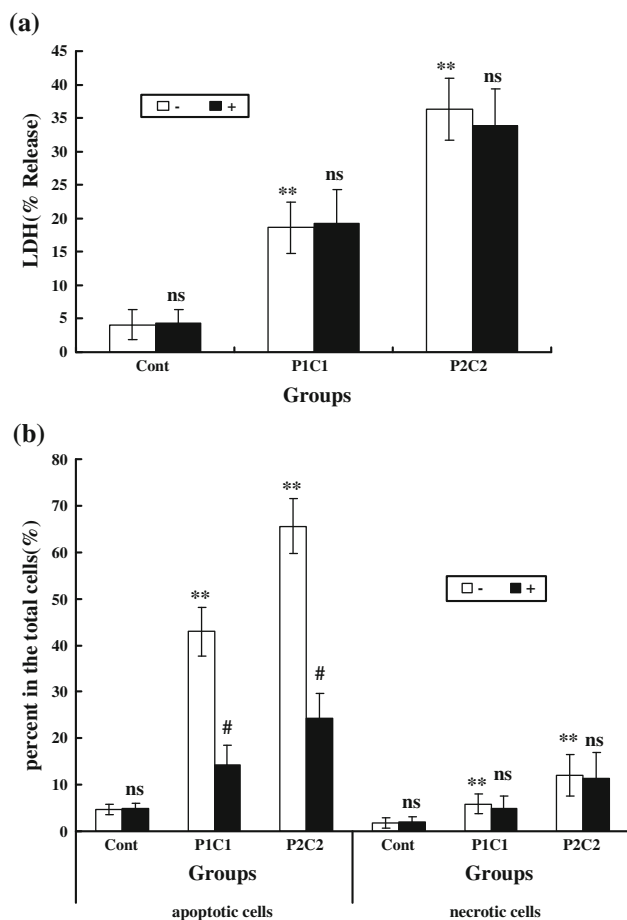 (a)
LDH(% Release)
45
40
35
30
25
20
15
10
5
0
- +
ns
**
ns
**
ns
Cont P1C1 P2C2
Groups
(b)
percent in the total cells(%)
80
70
60
50
40
30
20
10
0
- +
ns
**
#
**
#
ns
**
ns
**
ns
Cont P1C1 P2C2 Cont P1C1 P2C2
Groups Groups
apoptotic cells necrotic cells